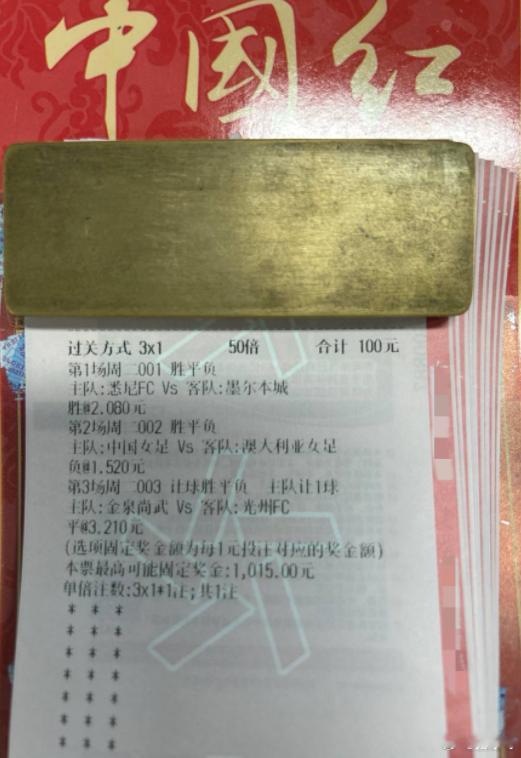 中國红
过关方式 3x1 50倍 合计 100元
第1场周二001 胜平负
主队:悉尼FC Vs 客队:墨尔本城
胜@2.080元
第2场周二002 胜平负
主队:中国女足 Vs 客队:澳大利亚女足
负@1.520元
第3场周二003 让球胜平负 主队让1球
主队:金泉尚武 Vs 客队:光州FC
平@3.210元
(选项固定奖金额为每1元投注对应的奖金额)
本票最高可能固定奖金:1,015.00元
单倍注数:3x1*1注;共1注
* * *
* * *
* * *
* * *
* * *
* * *
* * *